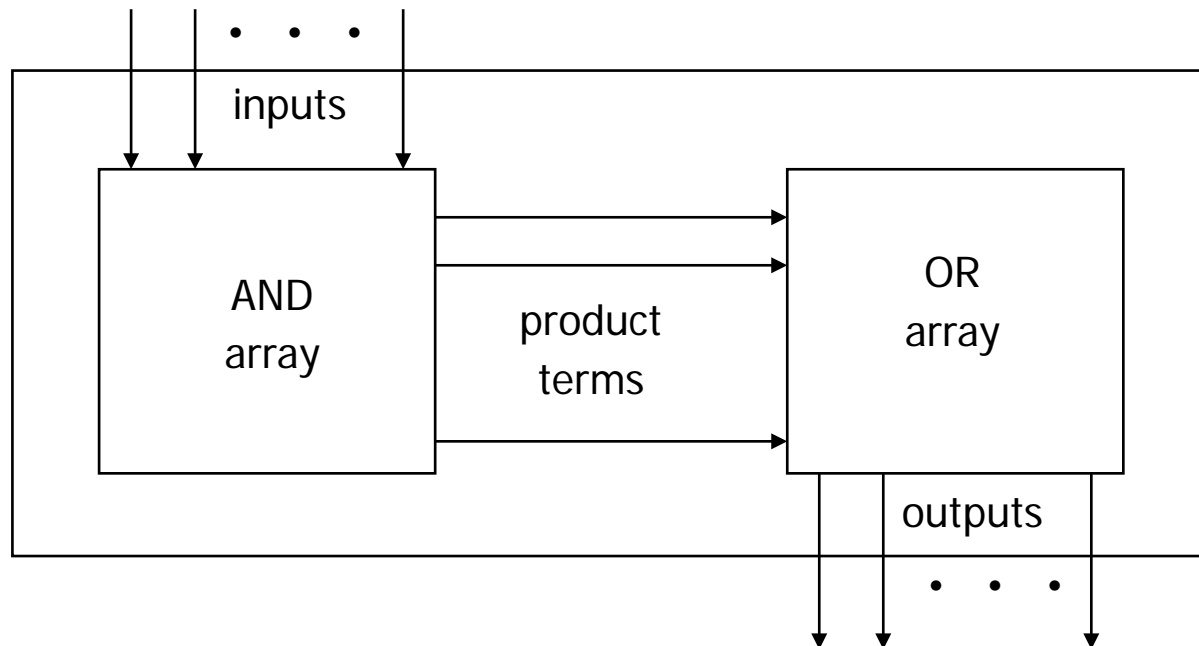 inputs
AND
array
product
terms
OR
array
outputs